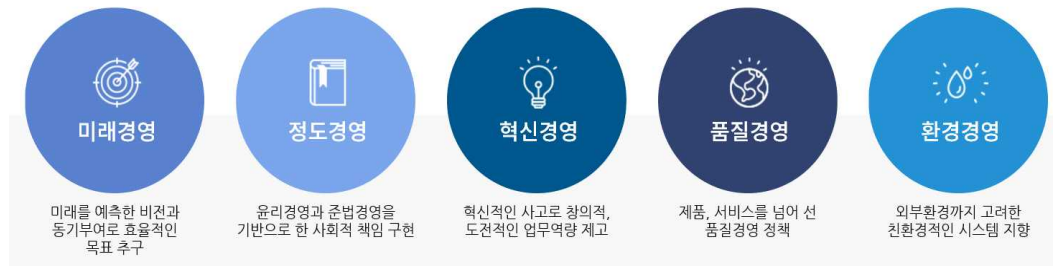 미래경영
정도경영
혁신경영
품질경영
환경경영
미래를 예측한 비전과
동기부여로 효율적인
목표 추구
윤리경영과 준법경영을
기반으로 한 사회적 책임 구현
혁신적인 사고로 창의적,
도전적인 업무역량 제고
제품, 서비스를 넘어 선
품질경영 정책
외부환경까지 고려한
친환경적인 시스템 지향